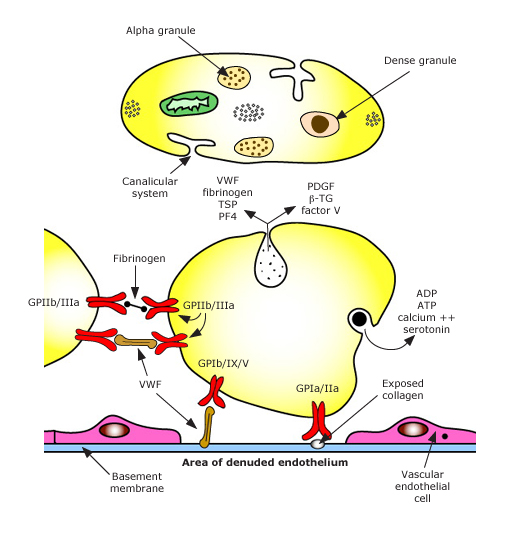 Alpha granule
Dense granule
Canalicular
system
VWF
fibrinogen
TSP
PF4
PDGF
β-TG
factor V
Fibrinogen
GPIIb/IIIa
GPIIb/IIIa
ADP
ATP
calcium ++
serotonin
GPIb/IX/V
VWF
GPIa/IIa
Exposed
collagen
Area of denuded endothelium
Basement
membrane
Vascular
endothelial
cell